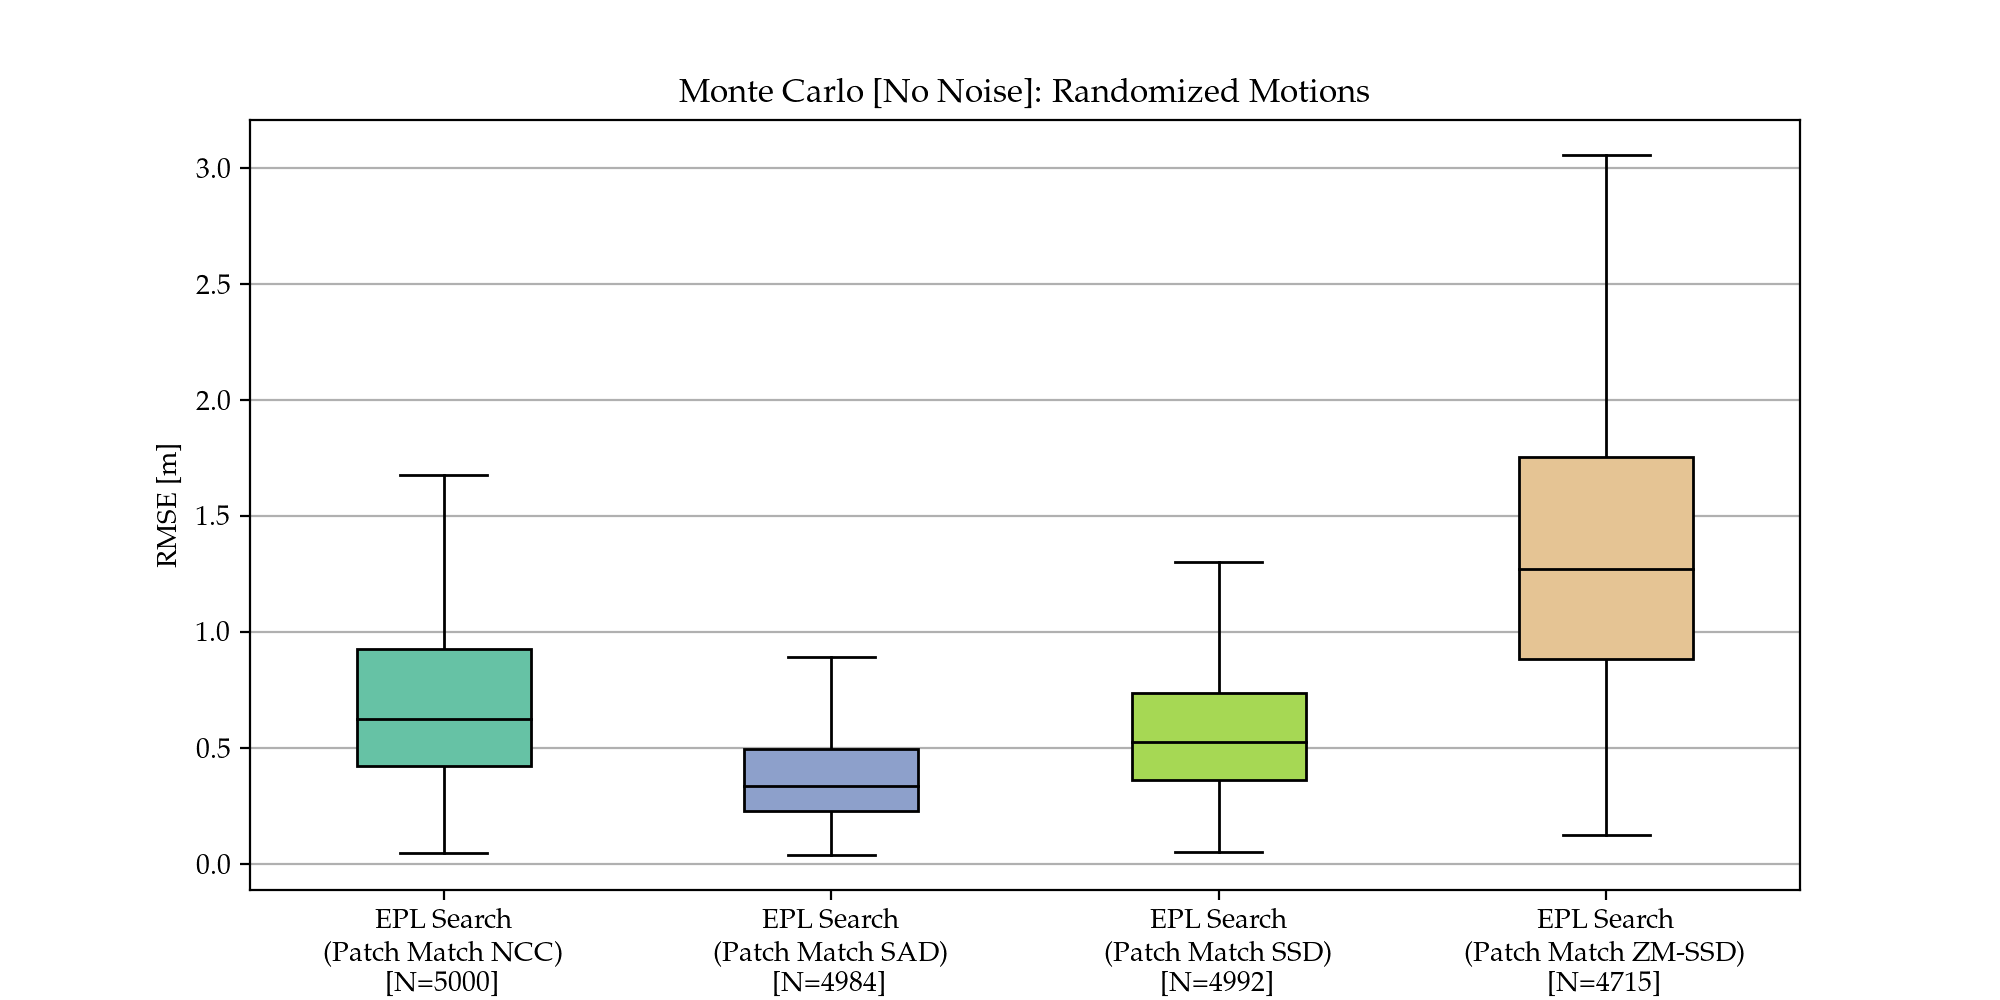 Monte Carlo [No Noise]: Randomized Motions
RMSE [m]
3.0
2.5
2.0
1.5
1.0
0.5
0.0
EPL Search
(Patch Match NCC)
[N=5000]
EPL Search
(Patch Match SAD)
[N=4984]
EPL Search
(Patch Match SSD)
[N=4992]
EPL Search
(Patch Match ZM-SSD)
[N=4715]